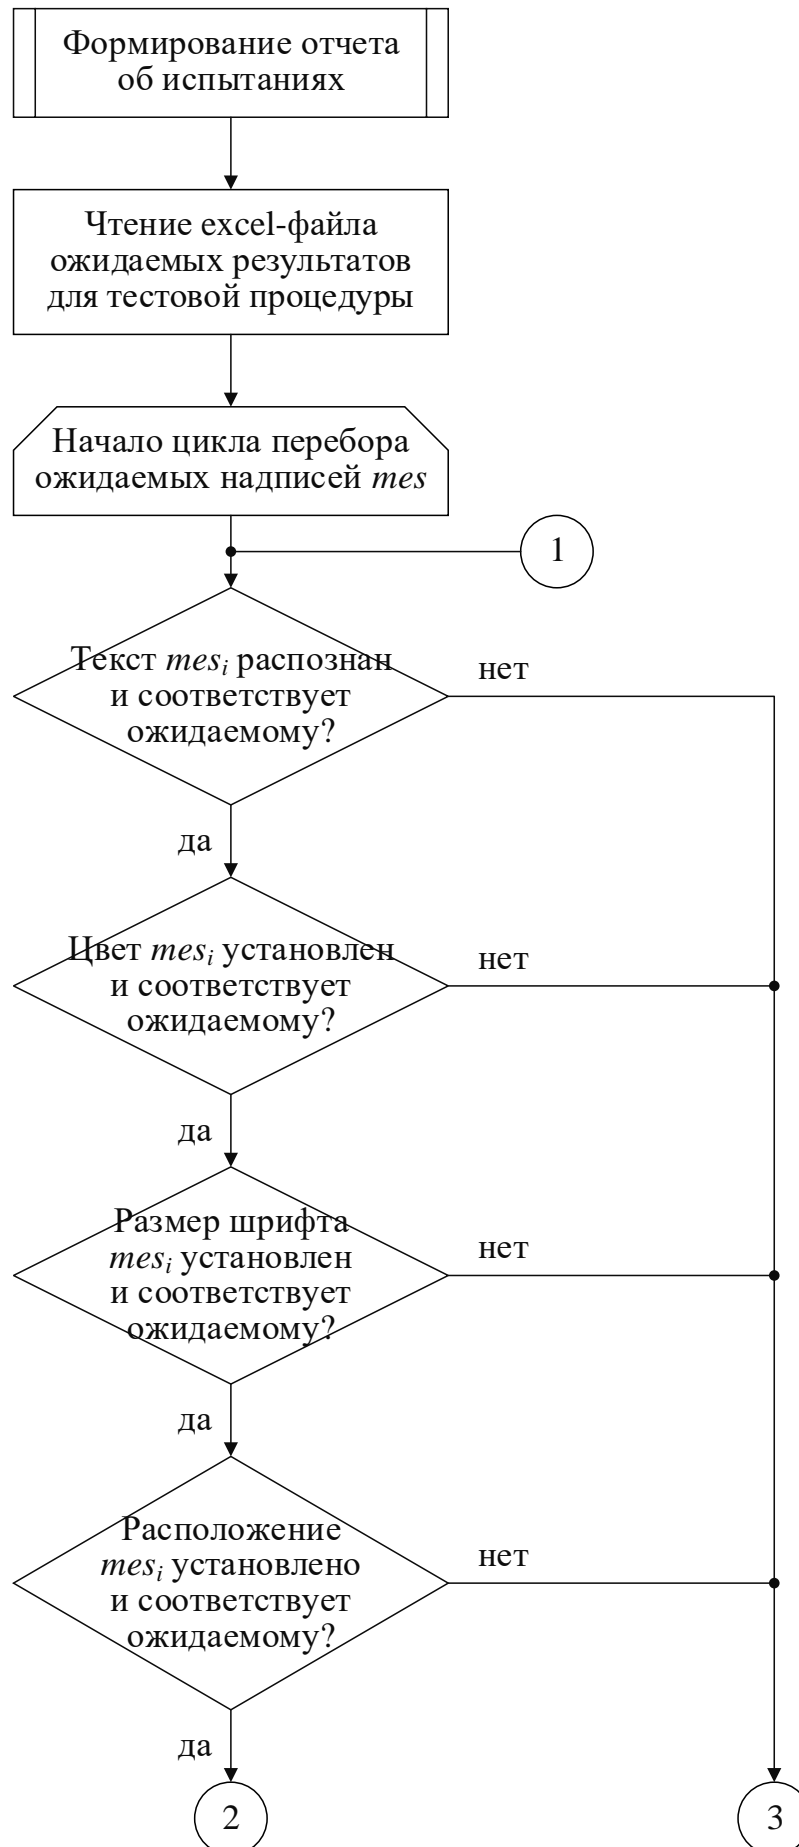 Формирование отчета
об испытаниях
Чтение excel-файла
ожидаемых результатов
для тестовой процедуры
Начало цикла перебора
ожидаемых надписей mes
1
Текст mesi распознан
и соответствует
ожидаемому?
нет
да
Цвет mesi установлен
и соответствует
ожидаемому?
нет
да
Размер шрифта
mesi установлен
и соответствует
ожидаемому?
нет
да
Расположение
mesi установлено
и соответствует
ожидаемому?
нет
да
2
3